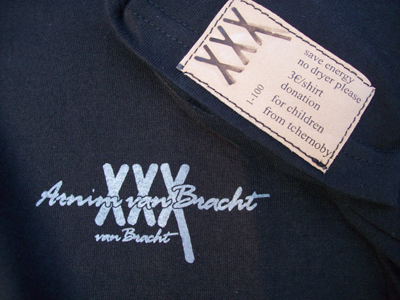 XXX
save energy
no dryer please
3€/shirt
donation
for children
from tchernobyl
1-100
XXX
Arnim van Bracht
van Bracht